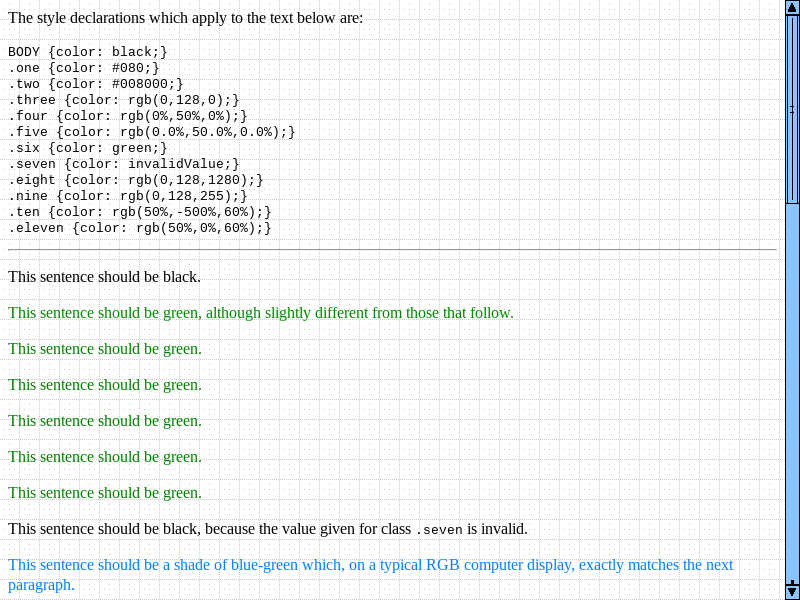 The style declarations which apply to the text below are:
BODY {color: black;}
.one {color: #080;}
.two {color: #008000;}
.three {color: rgb(0,128,0);}
.four {color: rgb(0%,50%,0%);}
.five {color: rgb(0.0%,50.0%,0.0%);}
.six {color: green;}
.seven {color: invalidValue;}
.eight {color: rgb(0,128,1280);}
.nine {color: rgb(0,128,255);}
.ten {color: rgb(50%,-500%,60%);}
.eleven {color: rgb(50%,0%,60%);}
This sentence should be black.
This sentence should be green, although slightly different from those that follow.
This sentence should be green.
This sentence should be green.
This sentence should be green.
This sentence should be green.
This sentence should be green.
This sentence should be black, because the value given for class .seven is invalid.
This sentence should be a shade of blue-green which, on a typical RGB computer display, exactly matches the next
paragraph.